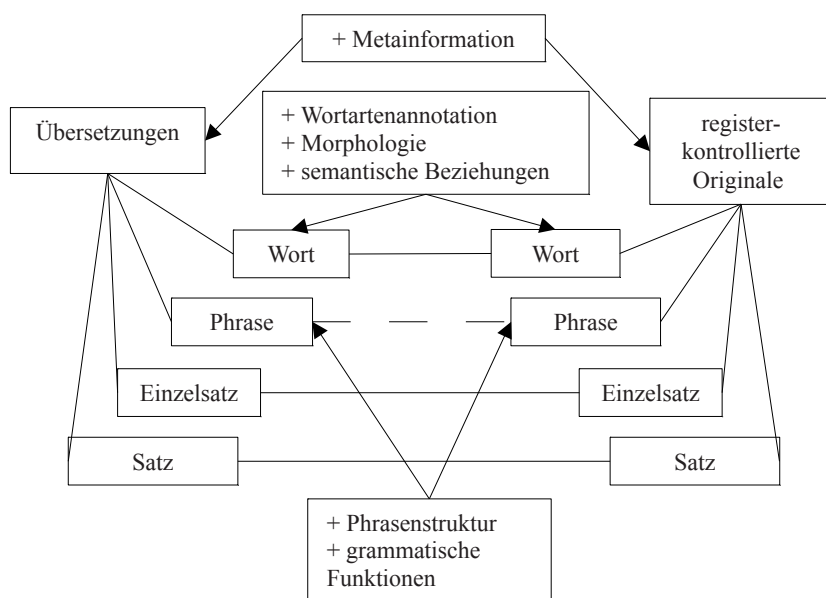 + Metainformation
Übersetzungen
+ Wortartenannotation
+ Morphologie
+ semantische Beziehungen
register-
kontrollierte
Originale
Wort
Wort
Phrase
Phrase
Einzelsatz
Einzelsatz
Satz
Satz
+ Phrasenstruktur
+ grammatische
Funktionen